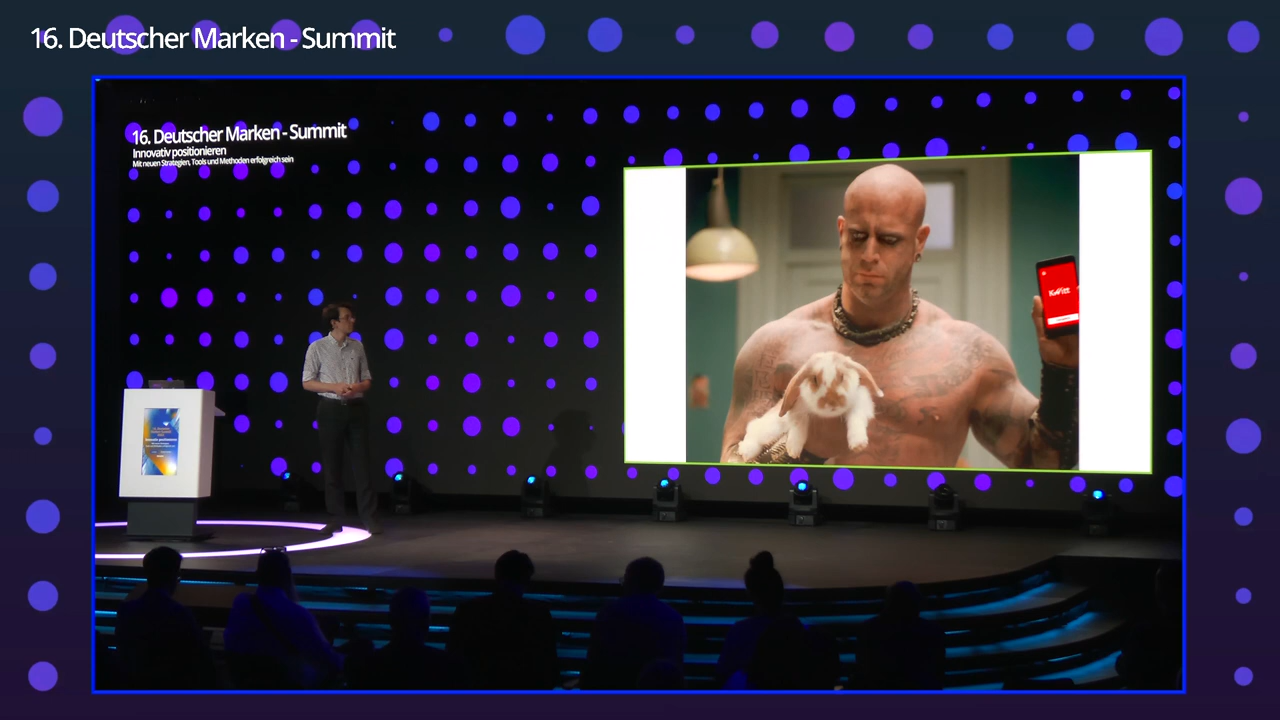 16. Deutscher Marken - Summit
16. Deutscher Marken - Summit
Innovativ positionieren
Mit neuen Strategien, Tools und Methoden erfolgreich sein